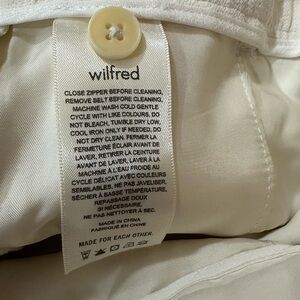 wilfred
CLOSE ZIPPER BEFORE CLEANING,
REMOVE BELT BEFORE CLEANING,
MACHINE WASH COLD GENTLE
CYCLE WITH LIKE COLOURS, DO
NOT BLEACH, TUMBLE DRY LOW,
COOL IRON ONLY IF NEEDED, DO
NOT DRY CLEAN. FERMER LA
FERMETURE ÉCLAIR AVANT DE
LAVER, RETIRER LA CEINTURE
AVANT DE LAVER, LAVER À LA
MACHINE À L'EAU FROIDE AU
CYCLE DÉLICAT AVEC COULEURS
SEMBLABLES, NE PAS JAVELISER,
SÉCHER À BASSE TEMPÉRATURE,
REPASSAGE DOUX
SI NÉCESSAIRE,
NE PAS NETTOYER À SEC.
MADE IN CHINA
FABRIQUÉ EN CHINE
MADE FOR EACH OTHER.